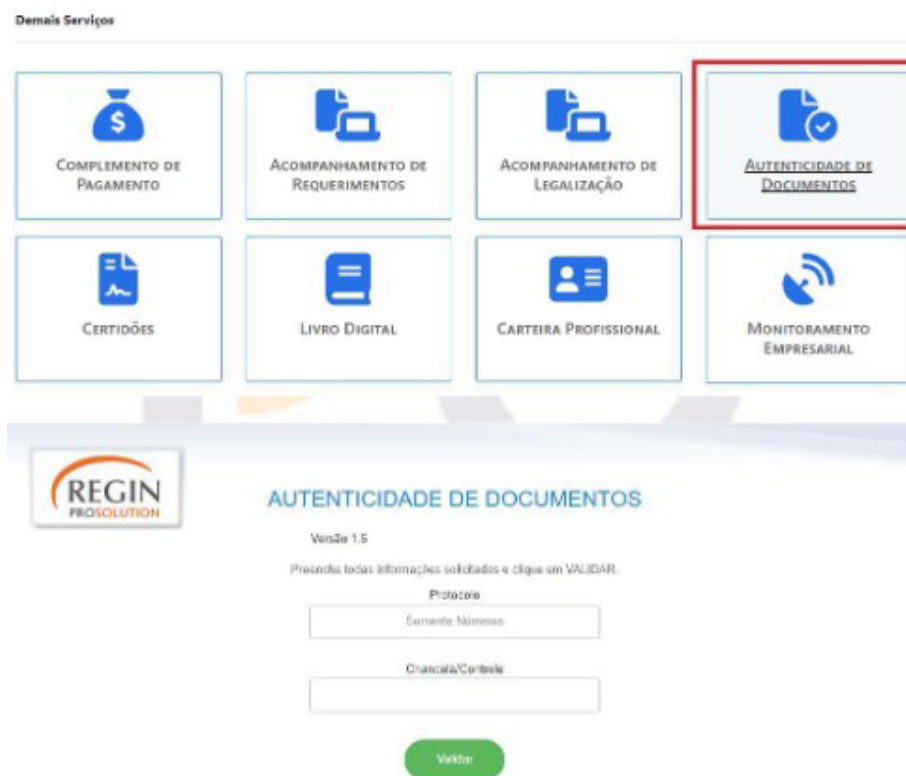 Demais Serviços
$
COMPLEMENTO DE
PAGAMENTO
ACOMPANHAMENTO DE
REQUERIMENTOS
ACOMPANHAMENTO DE
LEGALIZAÇÃO
AUTENTICIDADE DE
DOCUMENTOS
CERTIDÕES
LIVRO DIGITAL
CARTEIRA PROFISSIONAL
MONITORAMENTO
EMPRESARIAL
REGIN
PROSOLUTION
AUTENTICIDADE DE DOCUMENTOS
Versão 1.5
Preencha todas informações solicitadas e clique em VALIDAR.
Protocolo
Somente Números
Chancela/Controle
Validar